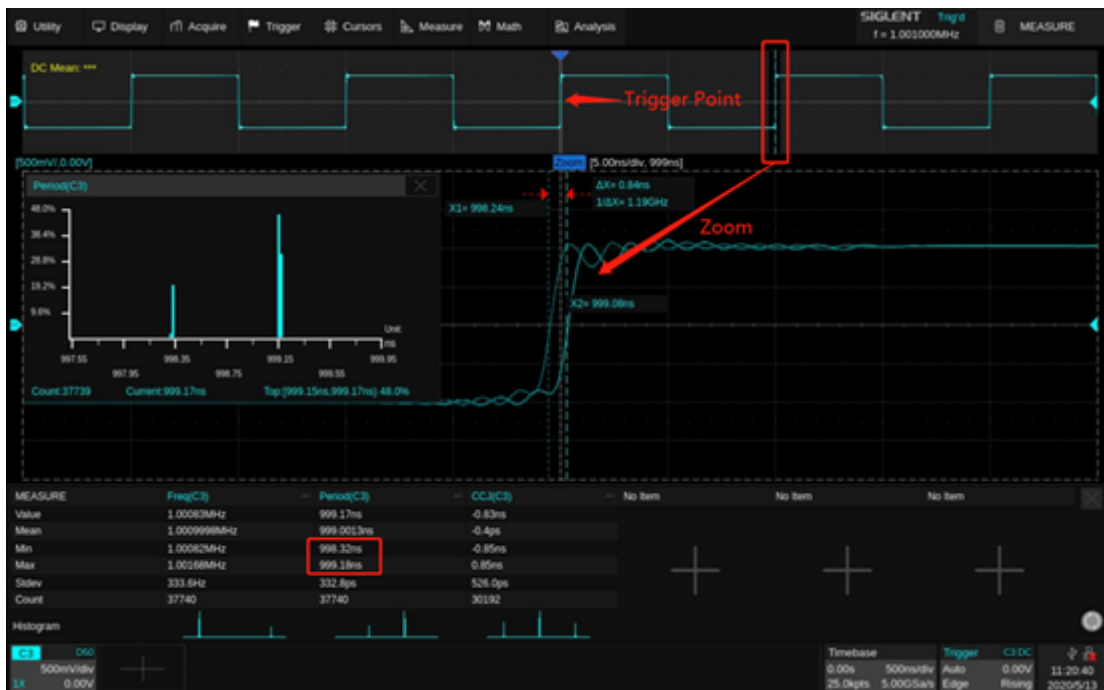 Utility Display Acquire Trigger Cursors Measure Math Analysis SIGLENT Trig'd MEASURE
f = 1.001000MHz
DC Mean: ***
Trigger Point
[500mV/,0.00V] Zoom [5.00ns/div, 999ns]
Period(C3)
ΔX= 0.84ns
1/ΔX= 1.19GHz
X1= 998.24ns
Zoom
X2= 999.08ns
48.0%
38.4%
28.8%
19.2%
9.6%
Unit:
ns
997.55 998.35 999.15 999.95
997.95 998.75 999.55
Count:37739 Current:999.17ns Top:[999.15ns,999.17ns) 48.0%
MEASURE Freq(C3) Period(C3) CCJ(C3) No Item No Item No Item
Value 1.00083MHz 999.17ns -0.83ns
Mean 1.0009998MHz 999.0013ns -0.4ps
Min 1.00082MHz 998.32ns -0.85ns
Max 1.00168MHz 999.18ns 0.85ns
Stdev 333.6Hz 332.8ps 526.0ps
Count 37740 37740 30192
Histogram
C3 D50 Timebase Trigger C3 DC
500mV/div 0.00s 500ns/div Auto 0.00V 11:20:40
1X 0.00V 25.0kpts 5.00GSa/s Edge Rising 2020/5/13